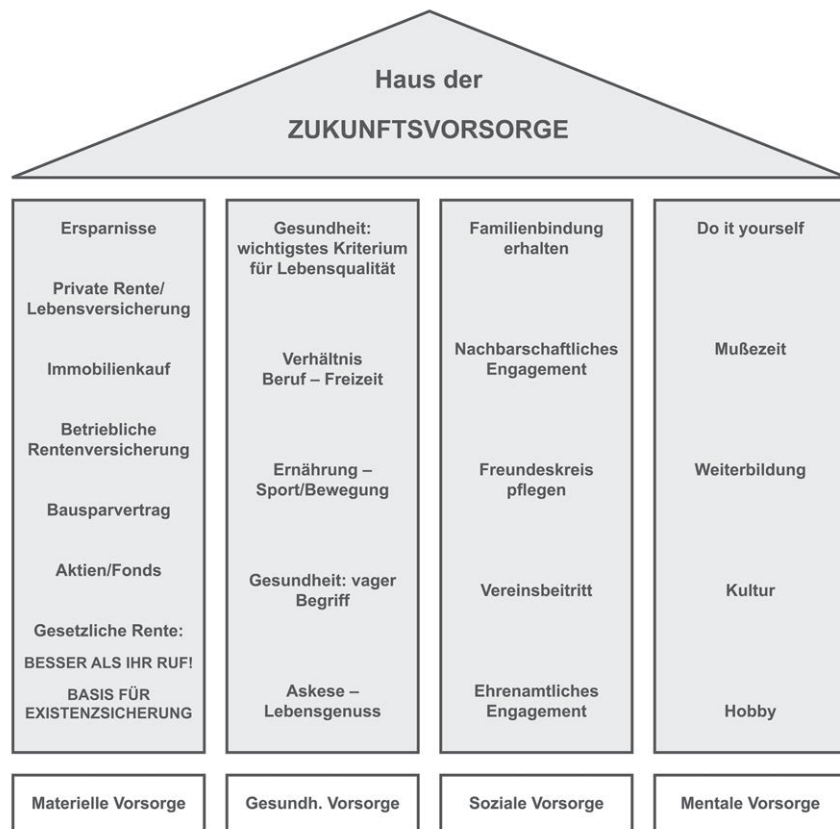 Haus der
ZUKUNFTSVORSORGE
Ersparnisse
Private Rente/
Lebensversicherung
Immobilienkauf
Betriebliche
Rentenversicherung
Bausparvertrag
Aktien/Fonds
Gesetzliche Rente:
BESSER ALS IHR RUF!
BASIS FÜR
EXISTENZSICHERUNG
Materielle Vorsorge
Gesundheit:
wichtigstes Kriterium
für Lebensqualität
Verhältnis
Beruf – Freizeit
Ernährung –
Sport/Bewegung
Gesundheit: vager
Begriff
Askese –
Lebensgenuss
Gesundh. Vorsorge
Familienbindung
erhalten
Nachbarschaftliches
Engagement
Freundeskreis
pflegen
Vereinsbeitritt
Ehrenamtliches
Engagement
Soziale Vorsorge
Do it yourself
Mußezeit
Weiterbildung
Kultur
Hobby
Mentale Vorsorge